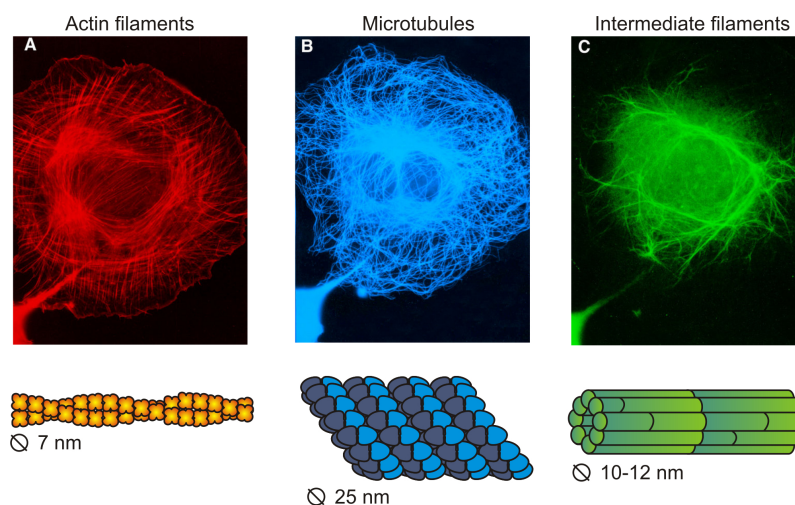 Actin filaments
Microtubules
Intermediate filaments
A
B
C
∅ 7 nm
∅ 25 nm
∅ 10-12 nm